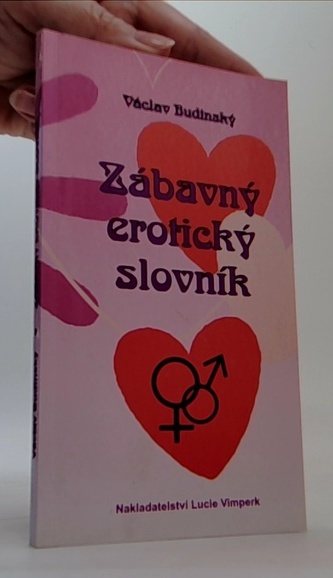 Václav Budinský
Zábavný
erotický
slovník
Nakladatelství Lucie Vimperk